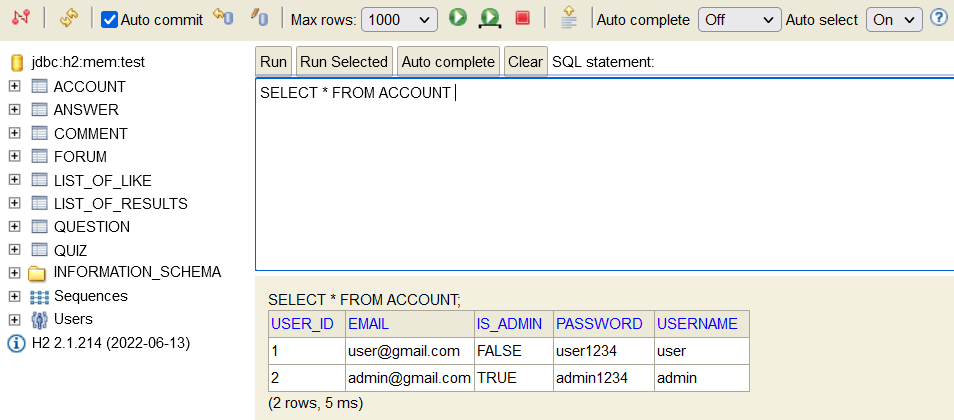 Auto commit Max rows: 1000 Auto complete Off Auto select On ?
jdbc:h2:mem:test
ACCOUNT
ANSWER
COMMENT
FORUM
LIST_OF_LIKE
LIST_OF_RESULTS
QUESTION
QUIZ
INFORMATION_SCHEMA
Sequences
Users
H2 2.1.214 (2022-06-13)
Run Run Selected Auto complete Clear SQL statement:
SELECT * FROM ACCOUNT
SELECT * FROM ACCOUNT;
USER_ID EMAIL IS_ADMIN PASSWORD USERNAME
1 user@gmail.com FALSE user1234 user
2 admin@gmail.com TRUE admin1234 admin
(2 rows, 5 ms)